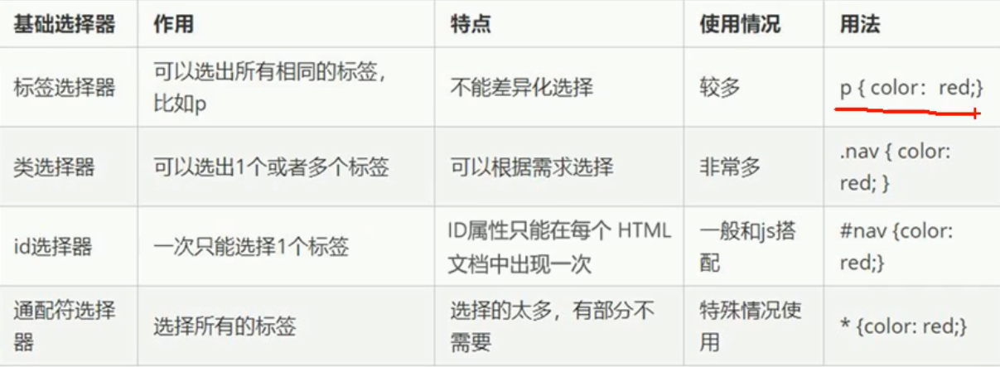 基础选择器 作用 特点 使用情况 用法
标签选择器 可以选出所有相同的标签，
比如p 不能差异化选择 较多 p { color：red;}
类选择器 可以选出1个或者多个标签 可以根据需求选择 非常多 .nav { color:
red; }
id选择器 一次只能选择1个标签 ID属性只能在每个 HTML
文档中出现一次 一般和js搭
配 #nav {color:
red;}
通配符选择
器 选择所有的标签 选择的太多，有部分不
需要 特殊情况使
用 * {color: red;}